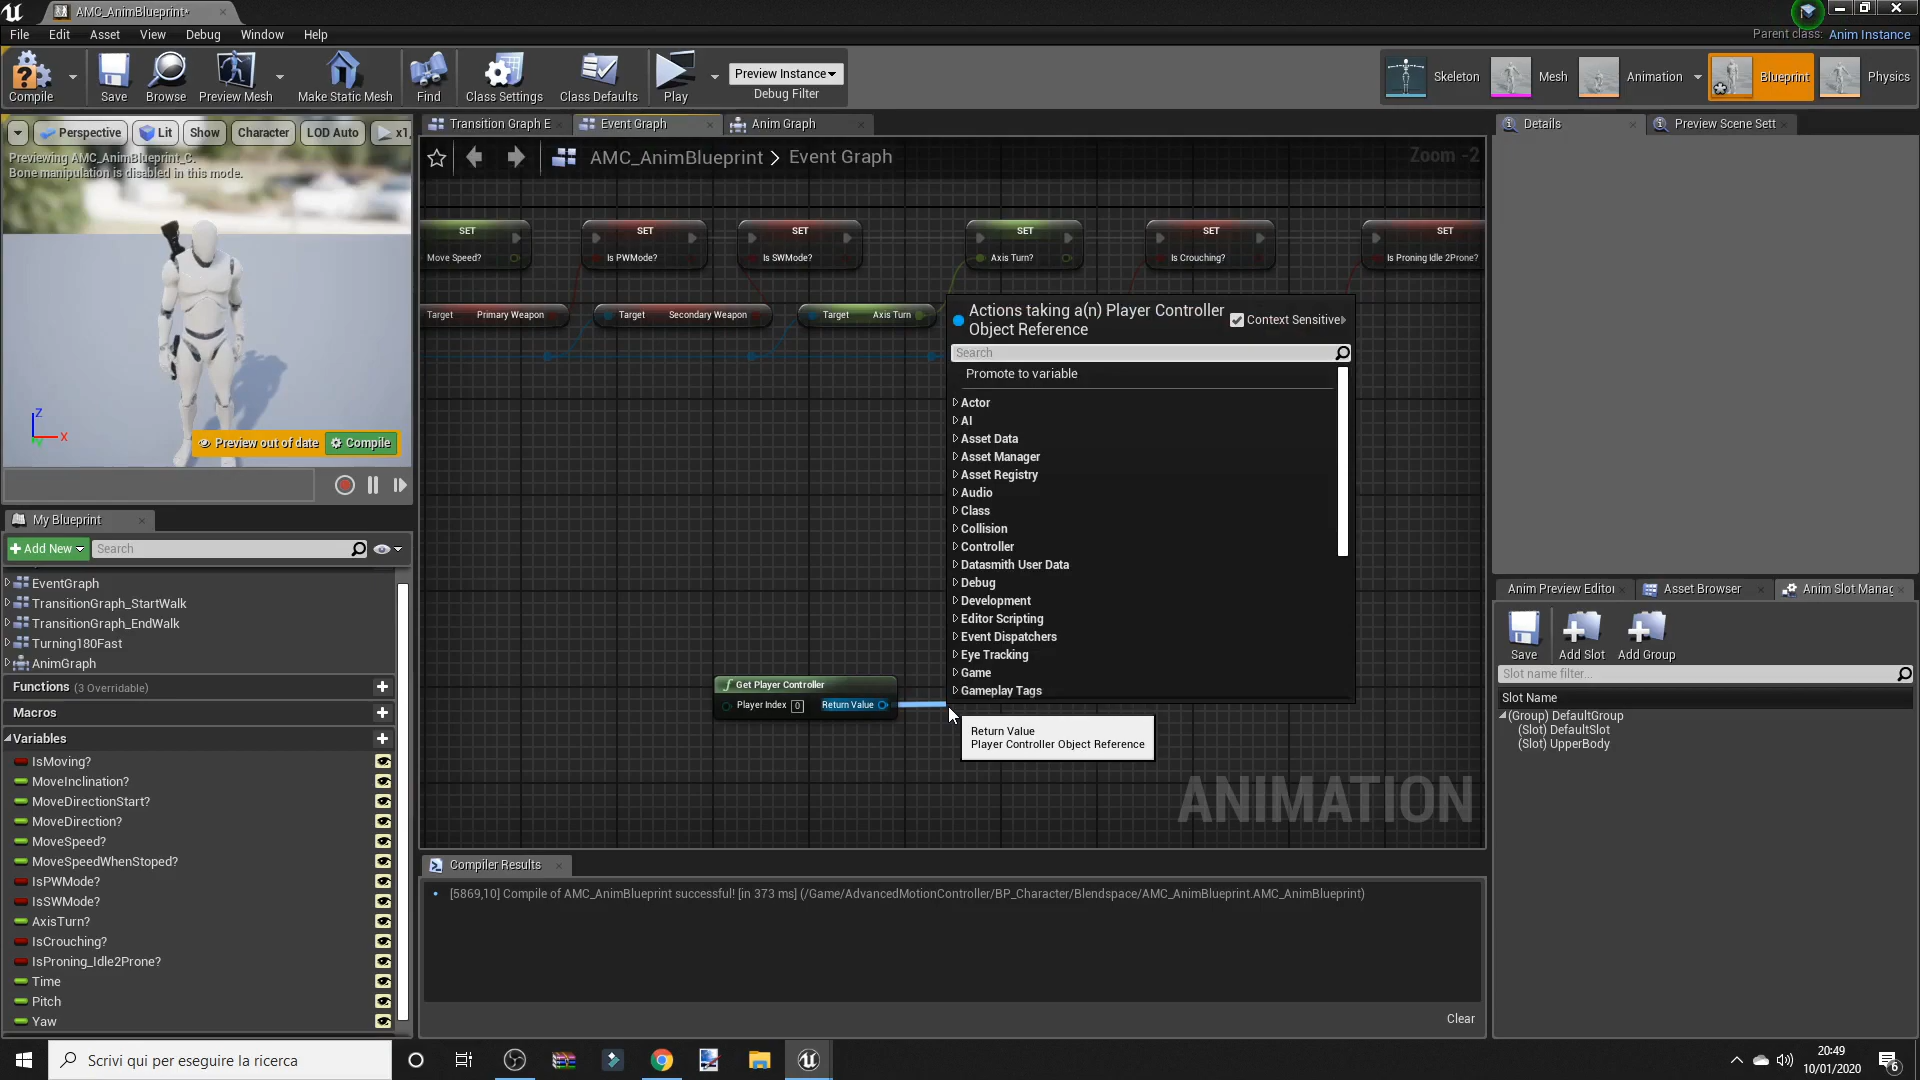 AMC_AnimBlueprint*
File Edit Asset View Debug Window Help
Parent class: Anim Instance
Compile
Save
Browse
Preview Mesh
Make Static Mesh
Find
Class Settings
Class Defaults
Play
Preview Instance
Debug Filter
Skeleton
Mesh
Animation
Blueprint
Physics
Perspective
Lit
Show
Character
LOD Auto
x1,
Previewing AMC_AnimBlueprint_C.
Bone manipulation is disabled in this mode.
Z
X
Preview out of date
Compile
Transition Graph E
Event Graph
Anim Graph
AMC_AnimBlueprint > Event Graph
Zoom -2
SET
Move Speed?
SET
Is PWMode?
SET
Is SWMode?
SET
Axis Turn?
SET
Is Crouching?
SET
Is Proning Idle 2Prone?
Target Primary Weapon
Target Secondary Weapon
Target Axis Turn
Actions taking a(n) Player Controller
Object Reference
Context Sensitive
Search
Promote to variable
Actor
AI
Asset Data
Asset Manager
Asset Registry
Audio
Class
Collision
Controller
Datasmith User Data
Debug
Development
Editor Scripting
Event Dispatchers
Eye Tracking
Game
Gameplay Tags
Get Player Controller
Player Index 0
Return Value
Return Value
Player Controller Object Reference
ANIMATION
My Blueprint
Add New
Search
EventGraph
TransitionGraph_StartWalk
TransitionGraph_EndWalk
Turning180Fast
AnimGraph
Functions (3 Overridable)
Macros
Variables
IsMoving?
MoveInclination?
MoveDirectionStart?
MoveDirection?
MoveSpeed?
MoveSpeedWhenStoped?
IsPWMode?
IsSWMode?
AxisTurn?
IsCrouching?
IsProning_Idle2Prone?
Time
Pitch
Yaw
Compiler Results
[5869,10] Compile of AMC_AnimBlueprint successful! [in 373 ms] (/Game/AdvancedMotionController/BP_Character/Blendspace/AMC_AnimBlueprint.AMC_AnimBlueprint)
Clear
Details
Preview Scene Sett
Anim Preview Editor
Asset Browser
Anim Slot Manag
Save
Add Slot
Add Group
Slot name filter...
Slot Name
(Group) DefaultGroup
(Slot) DefaultSlot
(Slot) UpperBody
Scrivi qui per eseguire la ricerca
20:49
10/01/2020
6